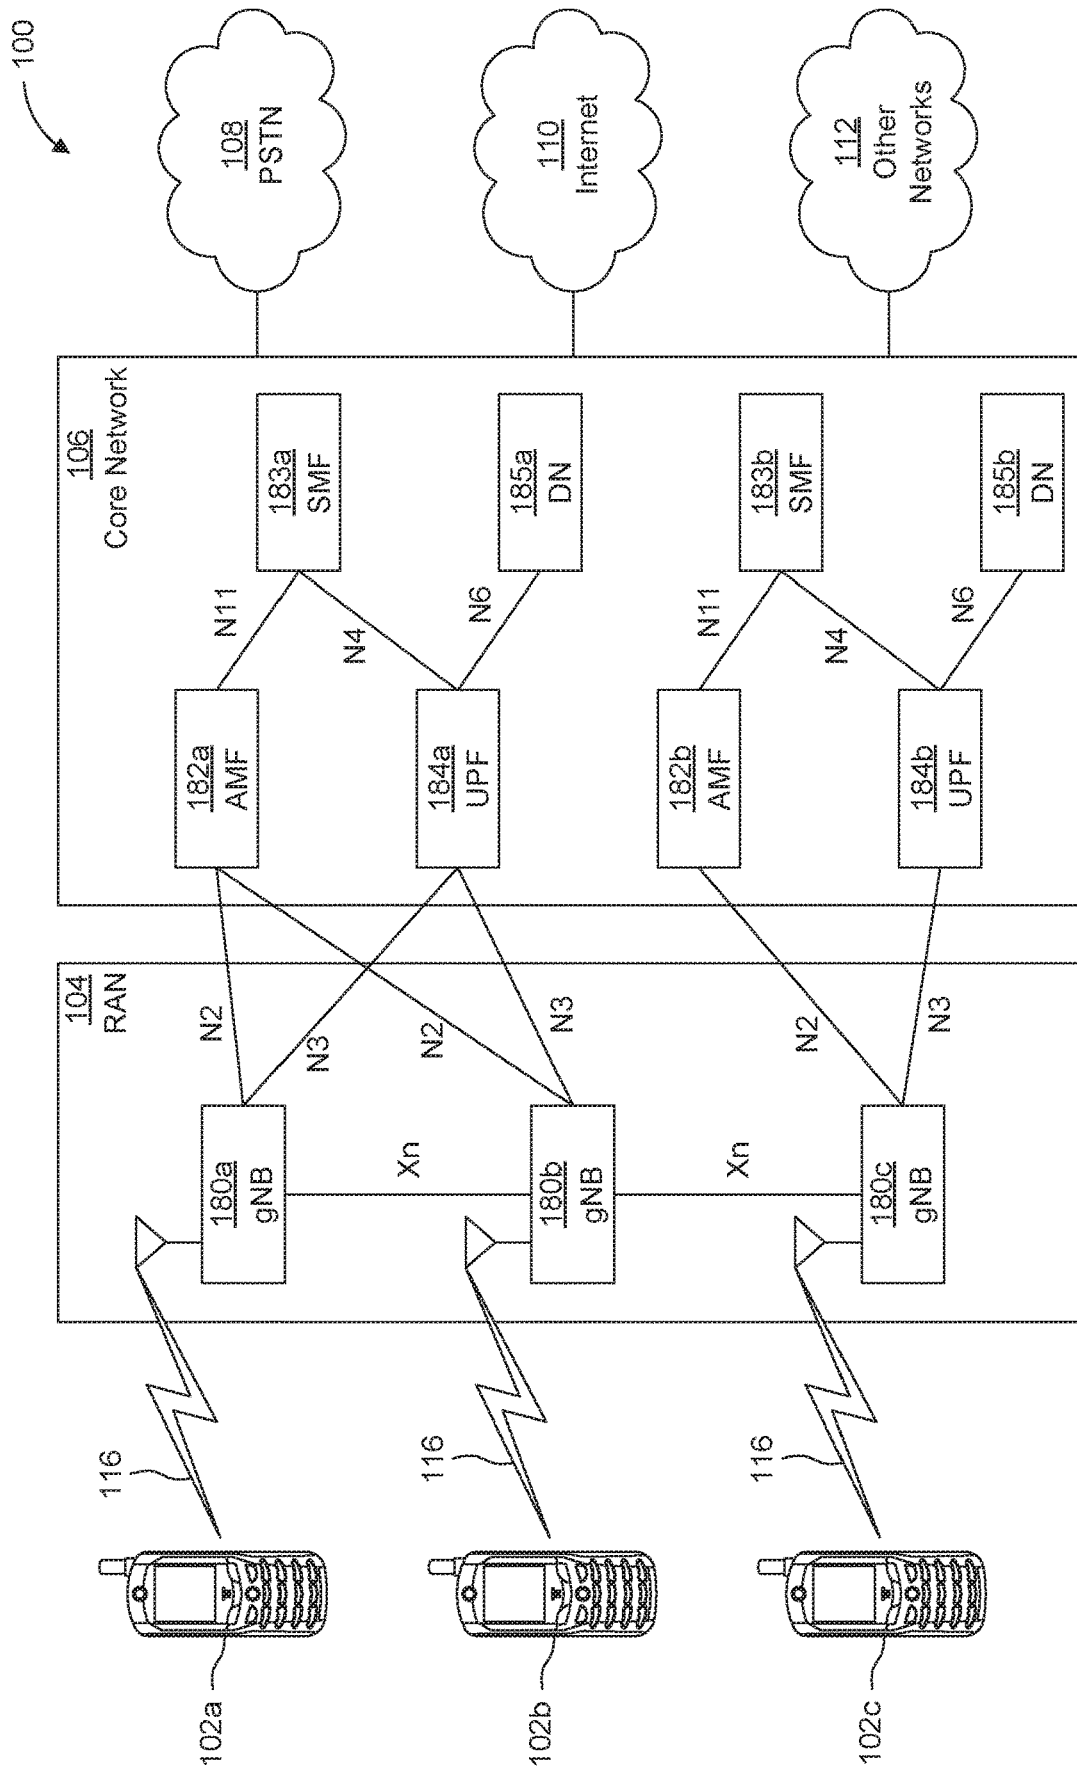 100
102a
116
104
RAN
180a
gNB
N2
N3
Xn
106
Core Network
182a
AMF
N11
183a
SMF
N4
184a
UPF
N6
185a
DN
108
PSTN
102b
116
180b
gNB
N2
N3
Xn
110
Internet
102c
116
180c
gNB
N2
N3
182b
AMF
N11
183b
SMF
N4
184b
UPF
N6
185b
DN
112
Other
Networks